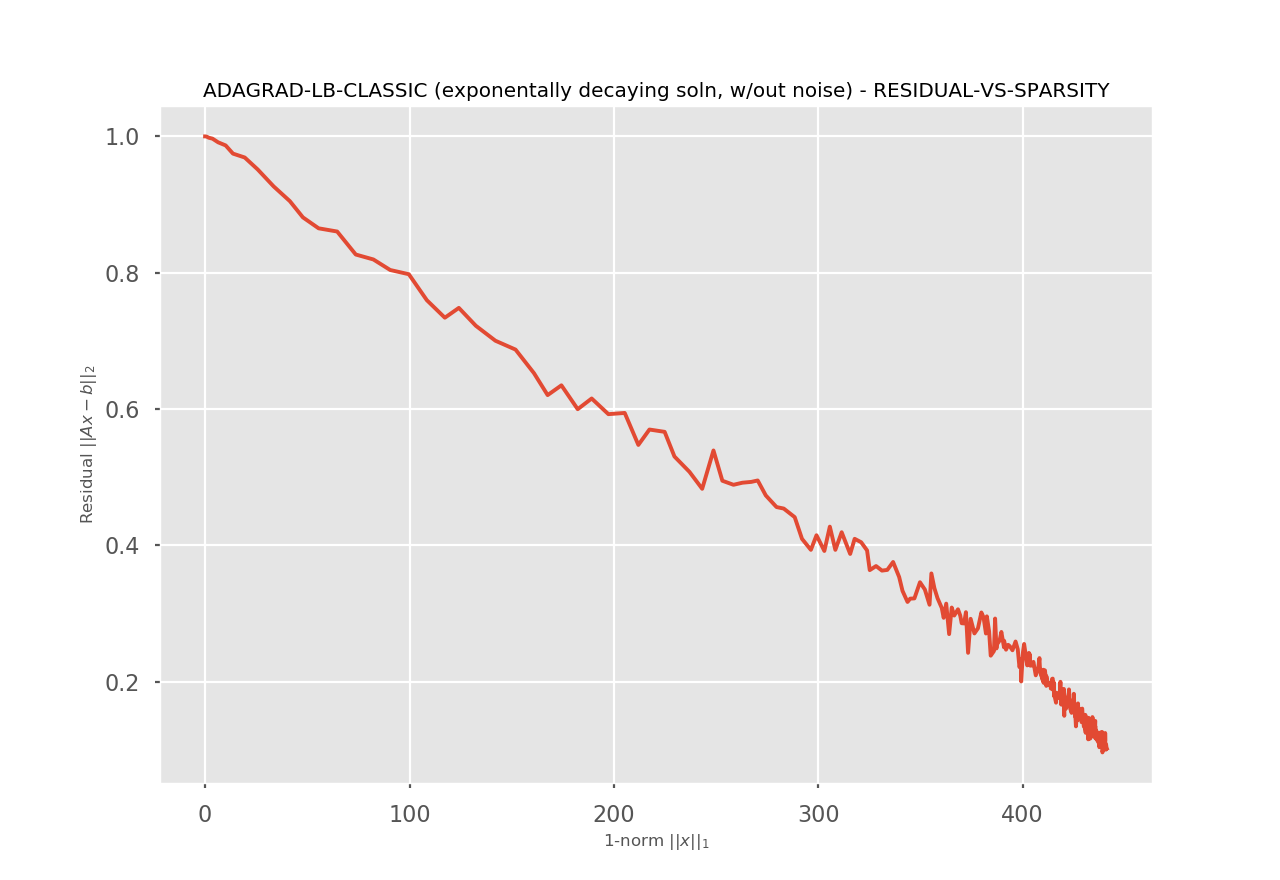 ADAGRAD-LB-CLASSIC (exponentially decaying soln, w/out noise) - RESIDUAL-VS-SPARSITY
1.0
0.8
0.6
0.4
0.2
Residual ||Ax − b||₂
0 100 200 300 400
1-norm ||x||₁